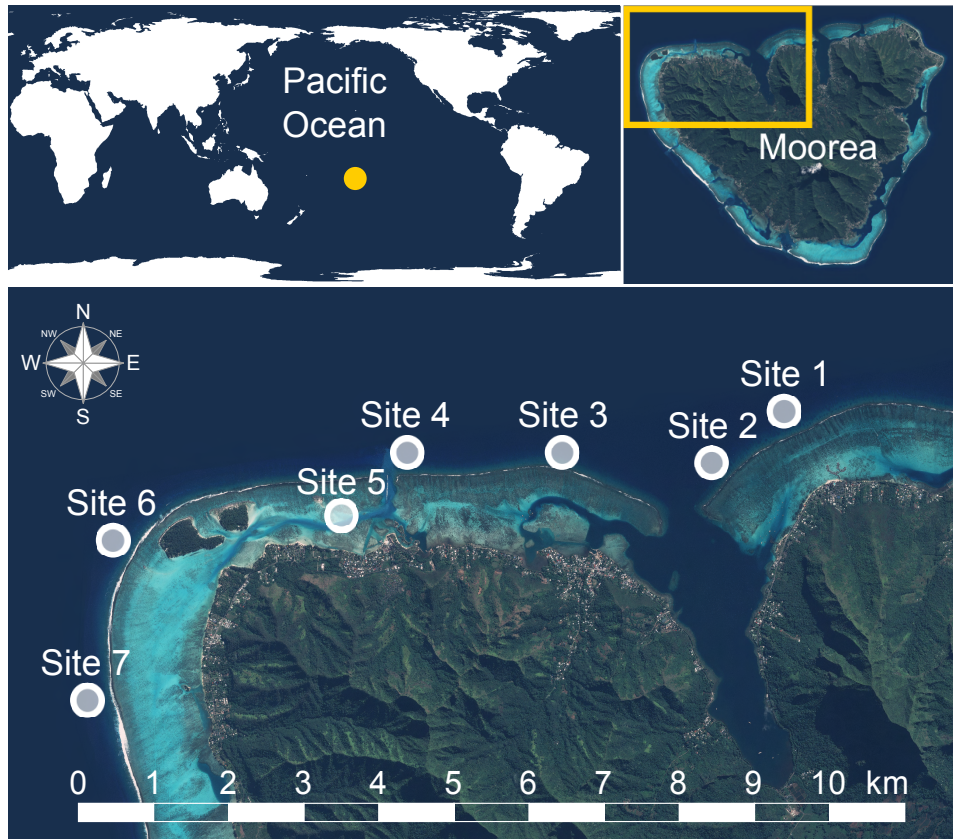 Pacific
Ocean
Moorea
N
NW NE
W E
SW SE
S
Site 1
Site 2
Site 3
Site 4
Site 5
Site 6
Site 7
0 1 2 3 4 5 6 7 8 9 10 km